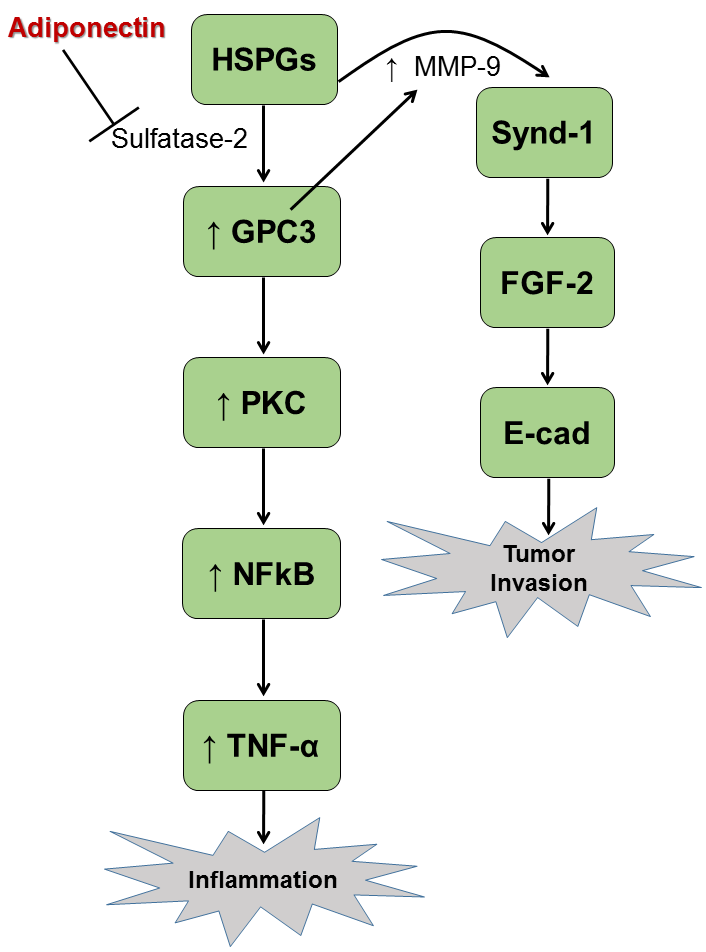 Adiponectin
HSPGs
↑ MMP-9
Sulfatase-2
Synd-1
↑ GPC3
FGF-2
↑ PKC
E-cad
Tumor
Invasion
↑ NFkB
↑ TNF-α
Inflammation